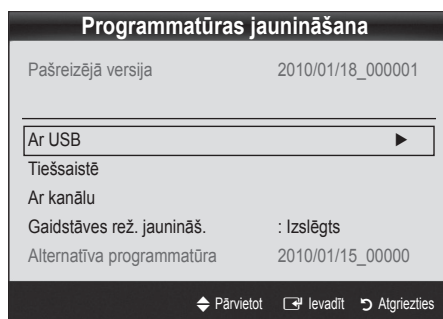 Programmatūras jaunināšana
Pašreizējā versija 2010/01/18_000001
Ar USB ►
Tiešsaistē
Ar kanālu
Gaidstāves rež. jaunināš. : Izslēgts
Alternatīva programmatūra 2010/01/15_00000
Pārvietot Ievadīt Atgriezties